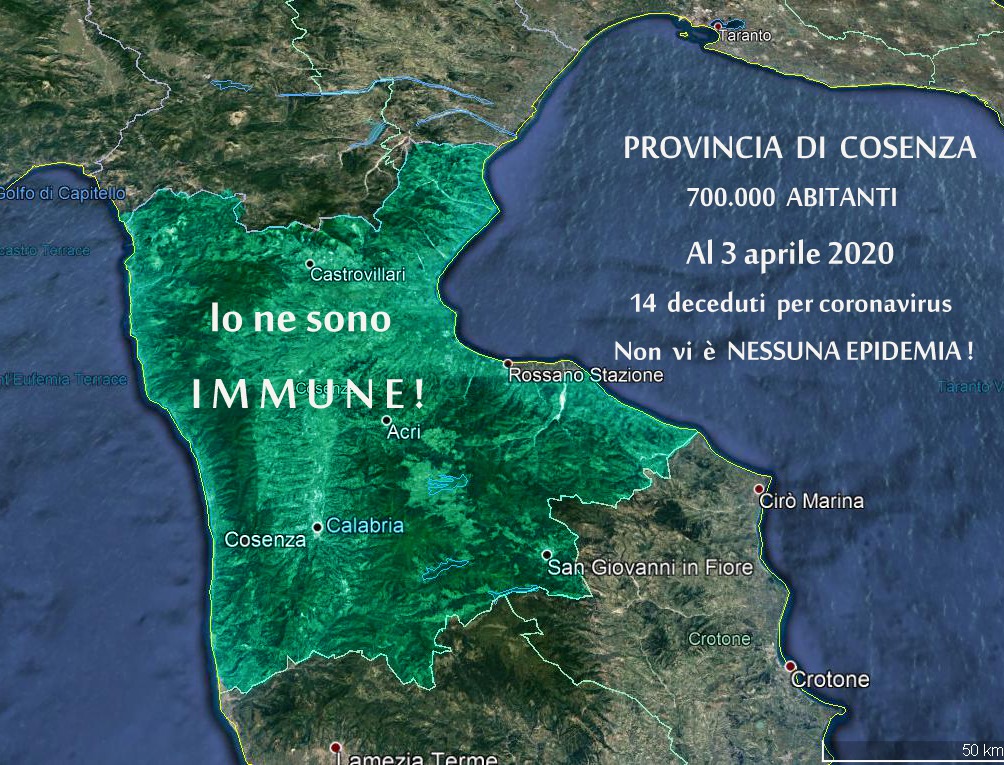 Taranto
PROVINCIA DI COSENZA
700.000 ABITANTI
Al 3 aprile 2020
14 deceduti per coronavirus
Non vi è NESSUNA EPIDEMIA !
Golfo di Capitello
castro Terrace
Castrovillari
Io ne sono
nt'Eufemia Terrace
IMMUNE!
Cosenz
Rossano Stazione
Taranto V
Acri
Cirò Marina
Calabria
Cosenza
San Giovanni in Fiore
Crotone
Crotone
Lamezia Terme
50 km